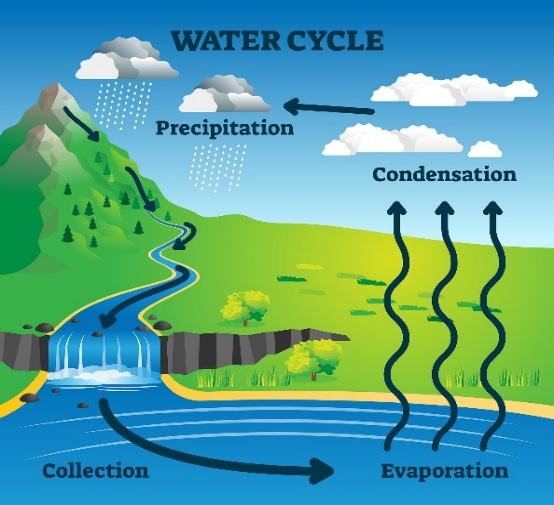 WATER CYCLE
Precipitation
Condensation
Collection
Evaporation